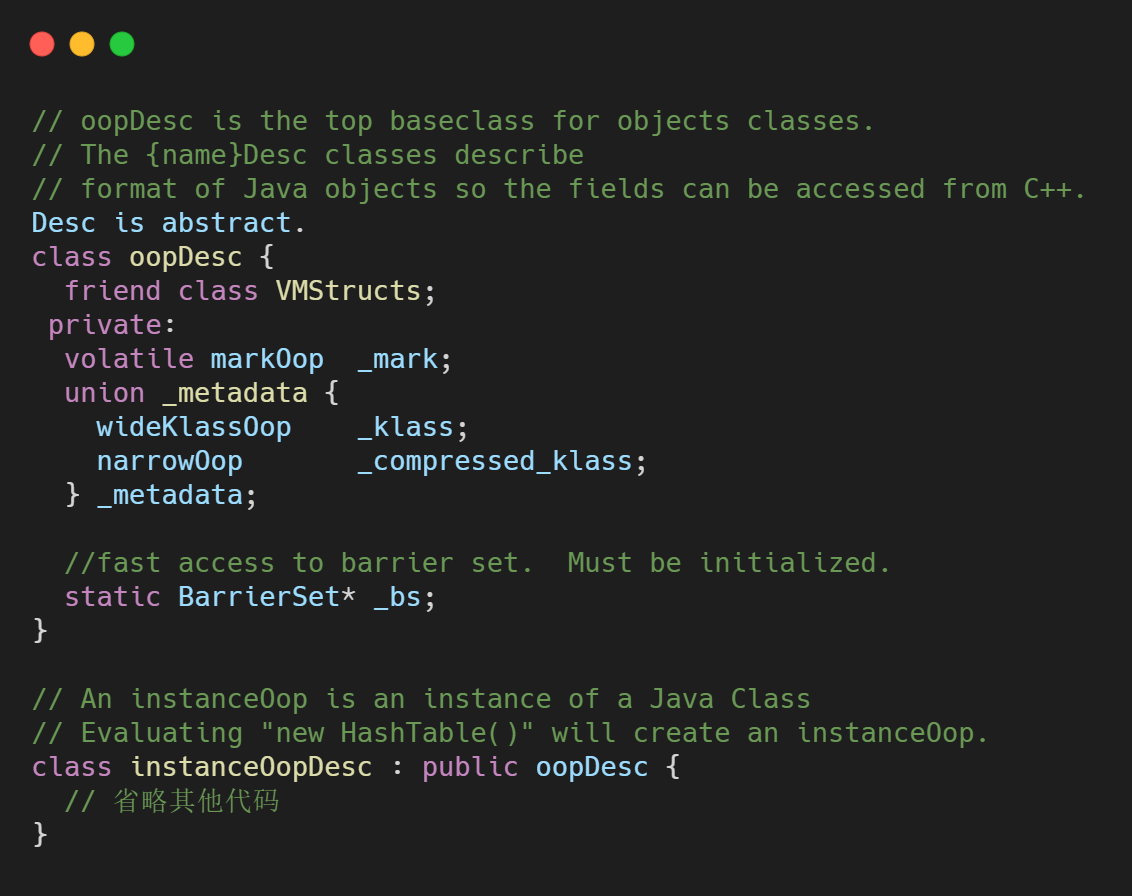 // oopDesc is the top baseclass for objects classes.
// The {name}Desc classes describe
// format of Java objects so the fields can be accessed from C++.
Desc is abstract.
class oopDesc {
  friend class VMStructs;
 private:
  volatile markOop  _mark;
  union _metadata {
    wideKlassOop    _klass;
    narrowOop       _compressed_klass;
  } _metadata;

  //fast access to barrier set.  Must be initialized.
  static BarrierSet* _bs;
}

// An instanceOop is an instance of a Java Class
// Evaluating "new HashTable()" will create an instanceOop.
class instanceOopDesc : public oopDesc {
  // 省略其他代码
}